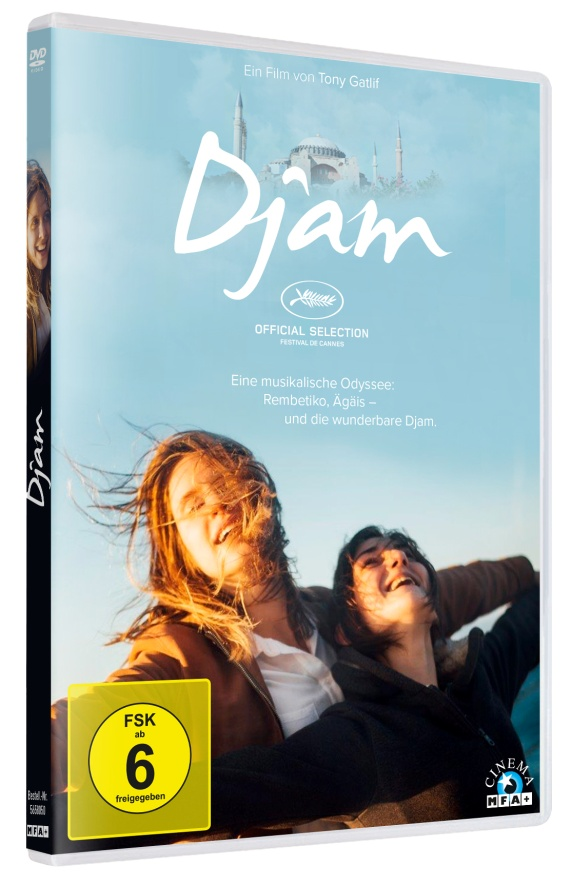 Ein Film von Tony Gatlif
Djam
OFFICIAL SELECTION
FESTIVAL DE CANNES
Eine musikalische Odyssee:
Rembetiko, Ägäis –
und die wunderbare Djam.
FSK
ab
6
freigegeben
CINEMA
MFA+
DVD
VIDEO
Djam
Bestell.-Nr.
MFA+